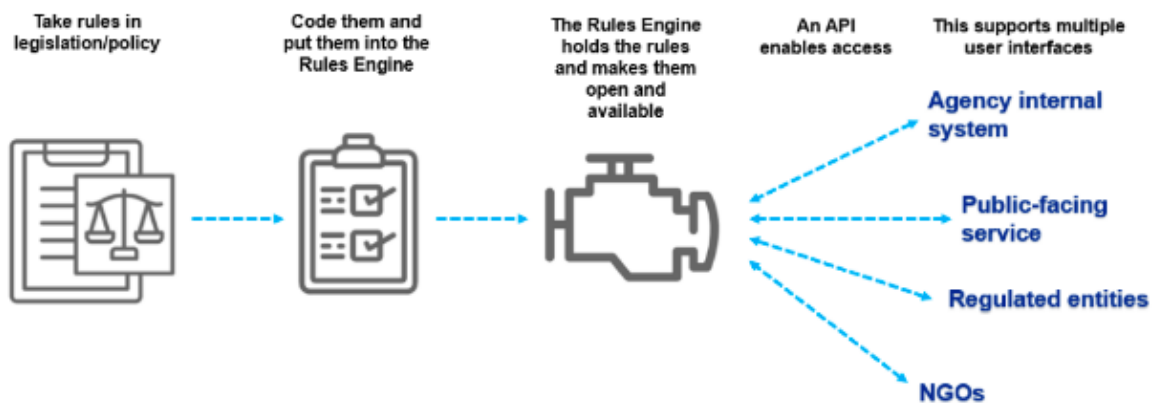 Take rules in
legislation/policy
Code them and
put them into the
Rules Engine
The Rules Engine
holds the rules
and makes them
open and
available
An API
enables access
This supports multiple
user interfaces
Agency internal
system
Public-facing
service
Regulated entities
NGOs